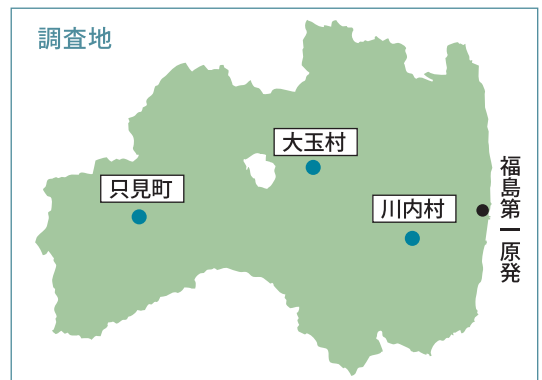 調査地
大玉村
只見町
川内村
福島第一原発